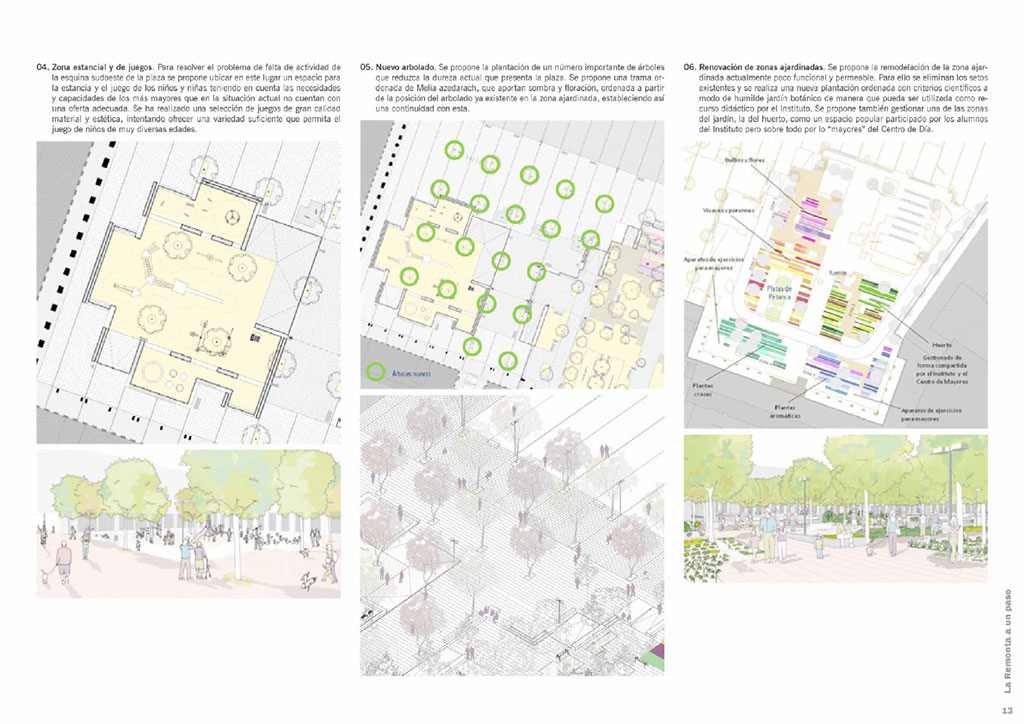 04. Zona estancial y de juegos. Para resolver el problema de falta de actividad de
la esquina sudoeste de la plaza se propone ubicar en este lugar un espacio para
la estancia y el juego de los niños y niñas teniendo en cuenta las necesidades
y capacidades de los más mayores que en la situación actual no cuentan con
una oferta adecuada. Se ha realizado una selección de juegos de gran calidad
material y estética, intentando ofrecer una variedad suficiente que permita el
juego de niños de muy diversas edades.
05. Nuevo arbolado. Se propone la plantación de un número importante de árboles
que reduzca la dureza actual que presenta la plaza. Se propone una trama or-
denada de Melia azedarach, que aportan sombra y floración, ordenada a partir
de la posición del arbolado ya existente en la zona ajardinada, estableciendo así
una continuidad con esta.
Árboles nuevos
06. Renovación de zonas ajardinadas. Se propone la remodelación de la zona ajar-
dinada actualmente poco funcional y permeable. Para ello se eliminan los setos
existentes y se realiza una nueva plantación ordenada con criterios científicos a
modo de humilde jardín botánico de manera que pueda ser utilizada como re-
curso didáctico por el Instituto. Se propone también gestionar una de las zonas
del jardín, la del huerto, como un espacio popular participado por los alumnos
del Instituto pero sobre todo por lo "mayores" del Centro de Día.
Bulbos y flores
Vivaces y perennes
Aparatos de ejercicios
para mayores
fuente
Pistas de
Petanca
Huerto
Gestionado de
forma compartida
por el Instituto y el
Centro de Mayores
Plantas
crasas
Plantas
aromáticas
Aparatos de ejercicios
para mayores
La Remonta a un paso
13